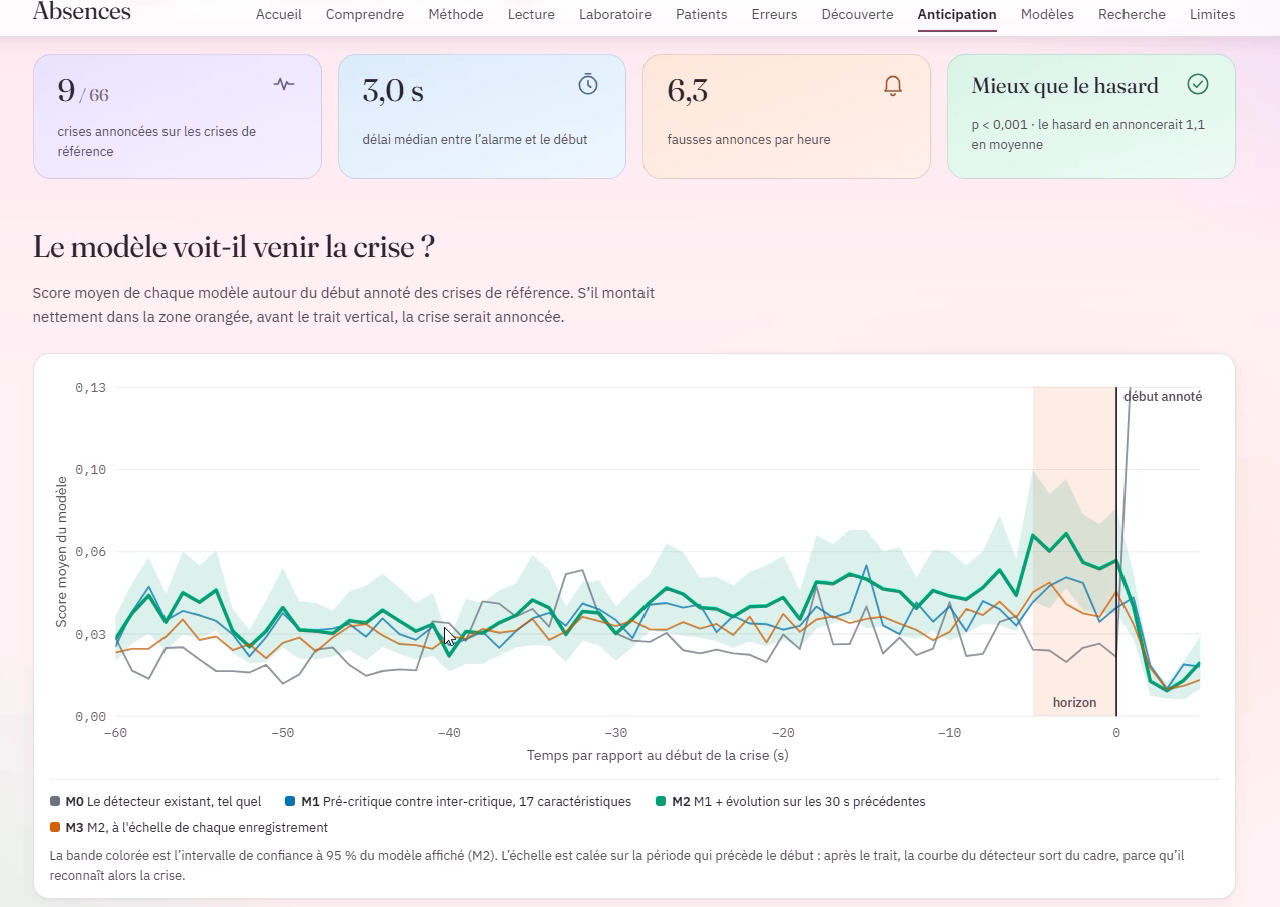 Absences
Accueil Comprendre Méthode Lecture Laboratoire Patients Erreurs Découverte Anticipation Modèles Recherche Limites
9 / 66
crises annoncées sur les crises de
référence
3,0 s
délai médian entre l’alarme et le début
6,3
fausses annonces par heure
Mieux que le hasard
p < 0,001 · le hasard en annoncerait 1,1
en moyenne
Le modèle voit-il venir la crise ?
Score moyen de chaque modèle autour du début annoté des crises de référence. S’il montait
nettement dans la zone orangée, avant le trait vertical, la crise serait annoncée.
0,13
début annoté
0,10
0,06
0,03
0,00
Score moyen du modèle
horizon
−60 −50 −40 −30 −20 −10 0
Temps par rapport au début de la crise (s)
M0 Le détecteur existant, tel quel
M1 Pré-critique contre inter-critique, 17 caractéristiques
M2 M1 + évolution sur les 30 s précédentes
M3 M2, à l'échelle de chaque enregistrement
La bande colorée est l’intervalle de confiance à 95 % du modèle affiché (M2). L’échelle est calée sur la période qui précède le début : après le trait, la courbe du détecteur sort du cadre, parce qu’il
reconnaît alors la crise.